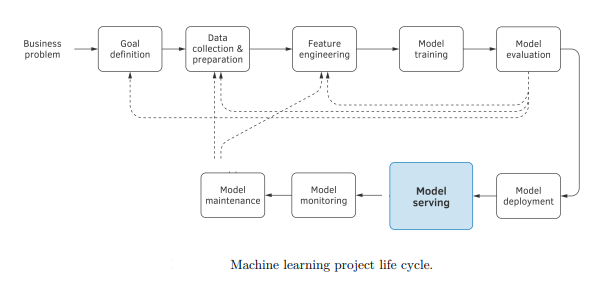 Business
problem
Goal
definition
Data
collection &
preparation
Feature
engineering
Model
training
Model
evaluation
Model
maintenance
Model
monitoring
Model
serving
Model
deployment
Machine learning project life cycle.